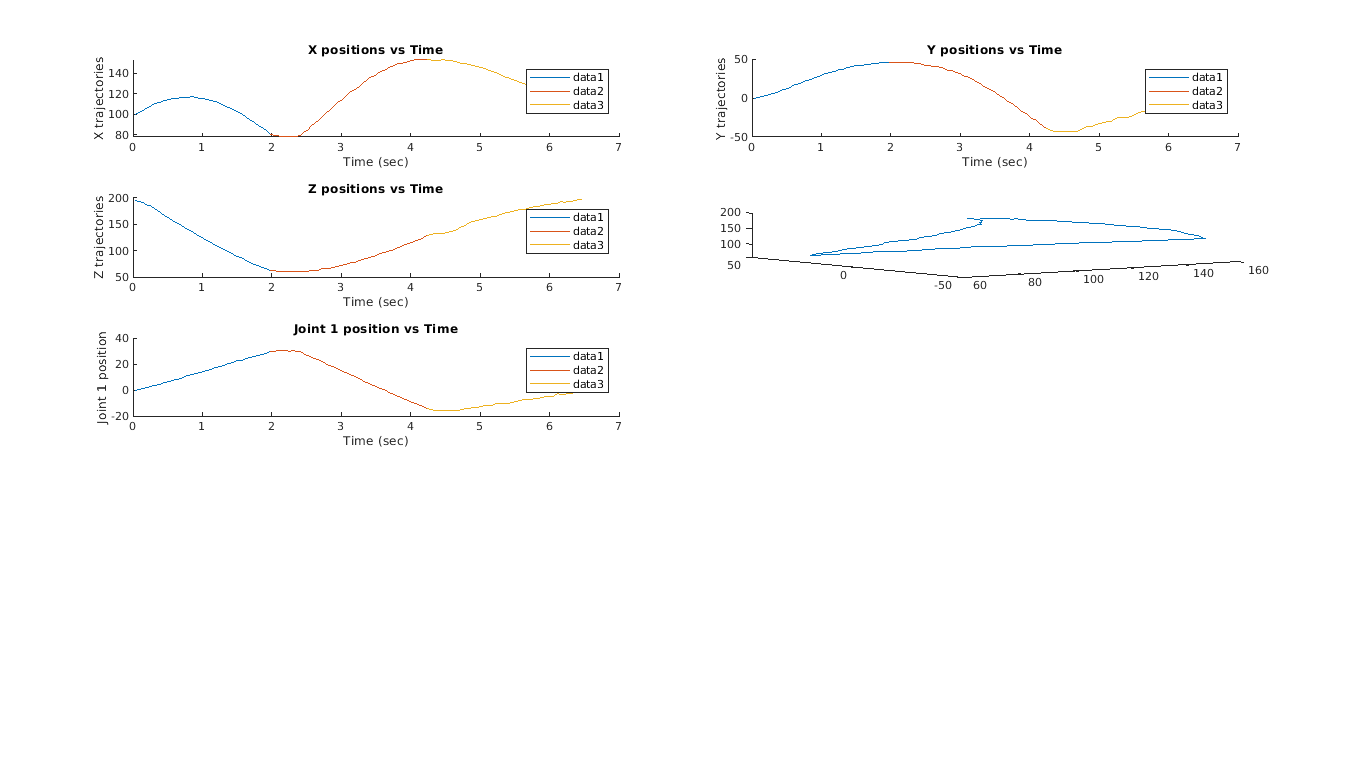 X positions vs Time
X trajectories
140
120
100
80
data1
data2
data3
0 1 2 3 4 5 6 7
Time (sec)
Y positions vs Time
Y trajectories
50
0
-50
data1
data2
data3
0 1 2 3 4 5 6 7
Time (sec)
Z positions vs Time
Z trajectories
200
150
100
50
data1
data2
data3
0 1 2 3 4 5 6 7
Time (sec)
200
150
100
50
0
-50
60
80
100
120
140
160
Joint 1 position vs Time
Joint 1 position
40
20
0
-20
data1
data2
data3
0 1 2 3 4 5 6 7
Time (sec)